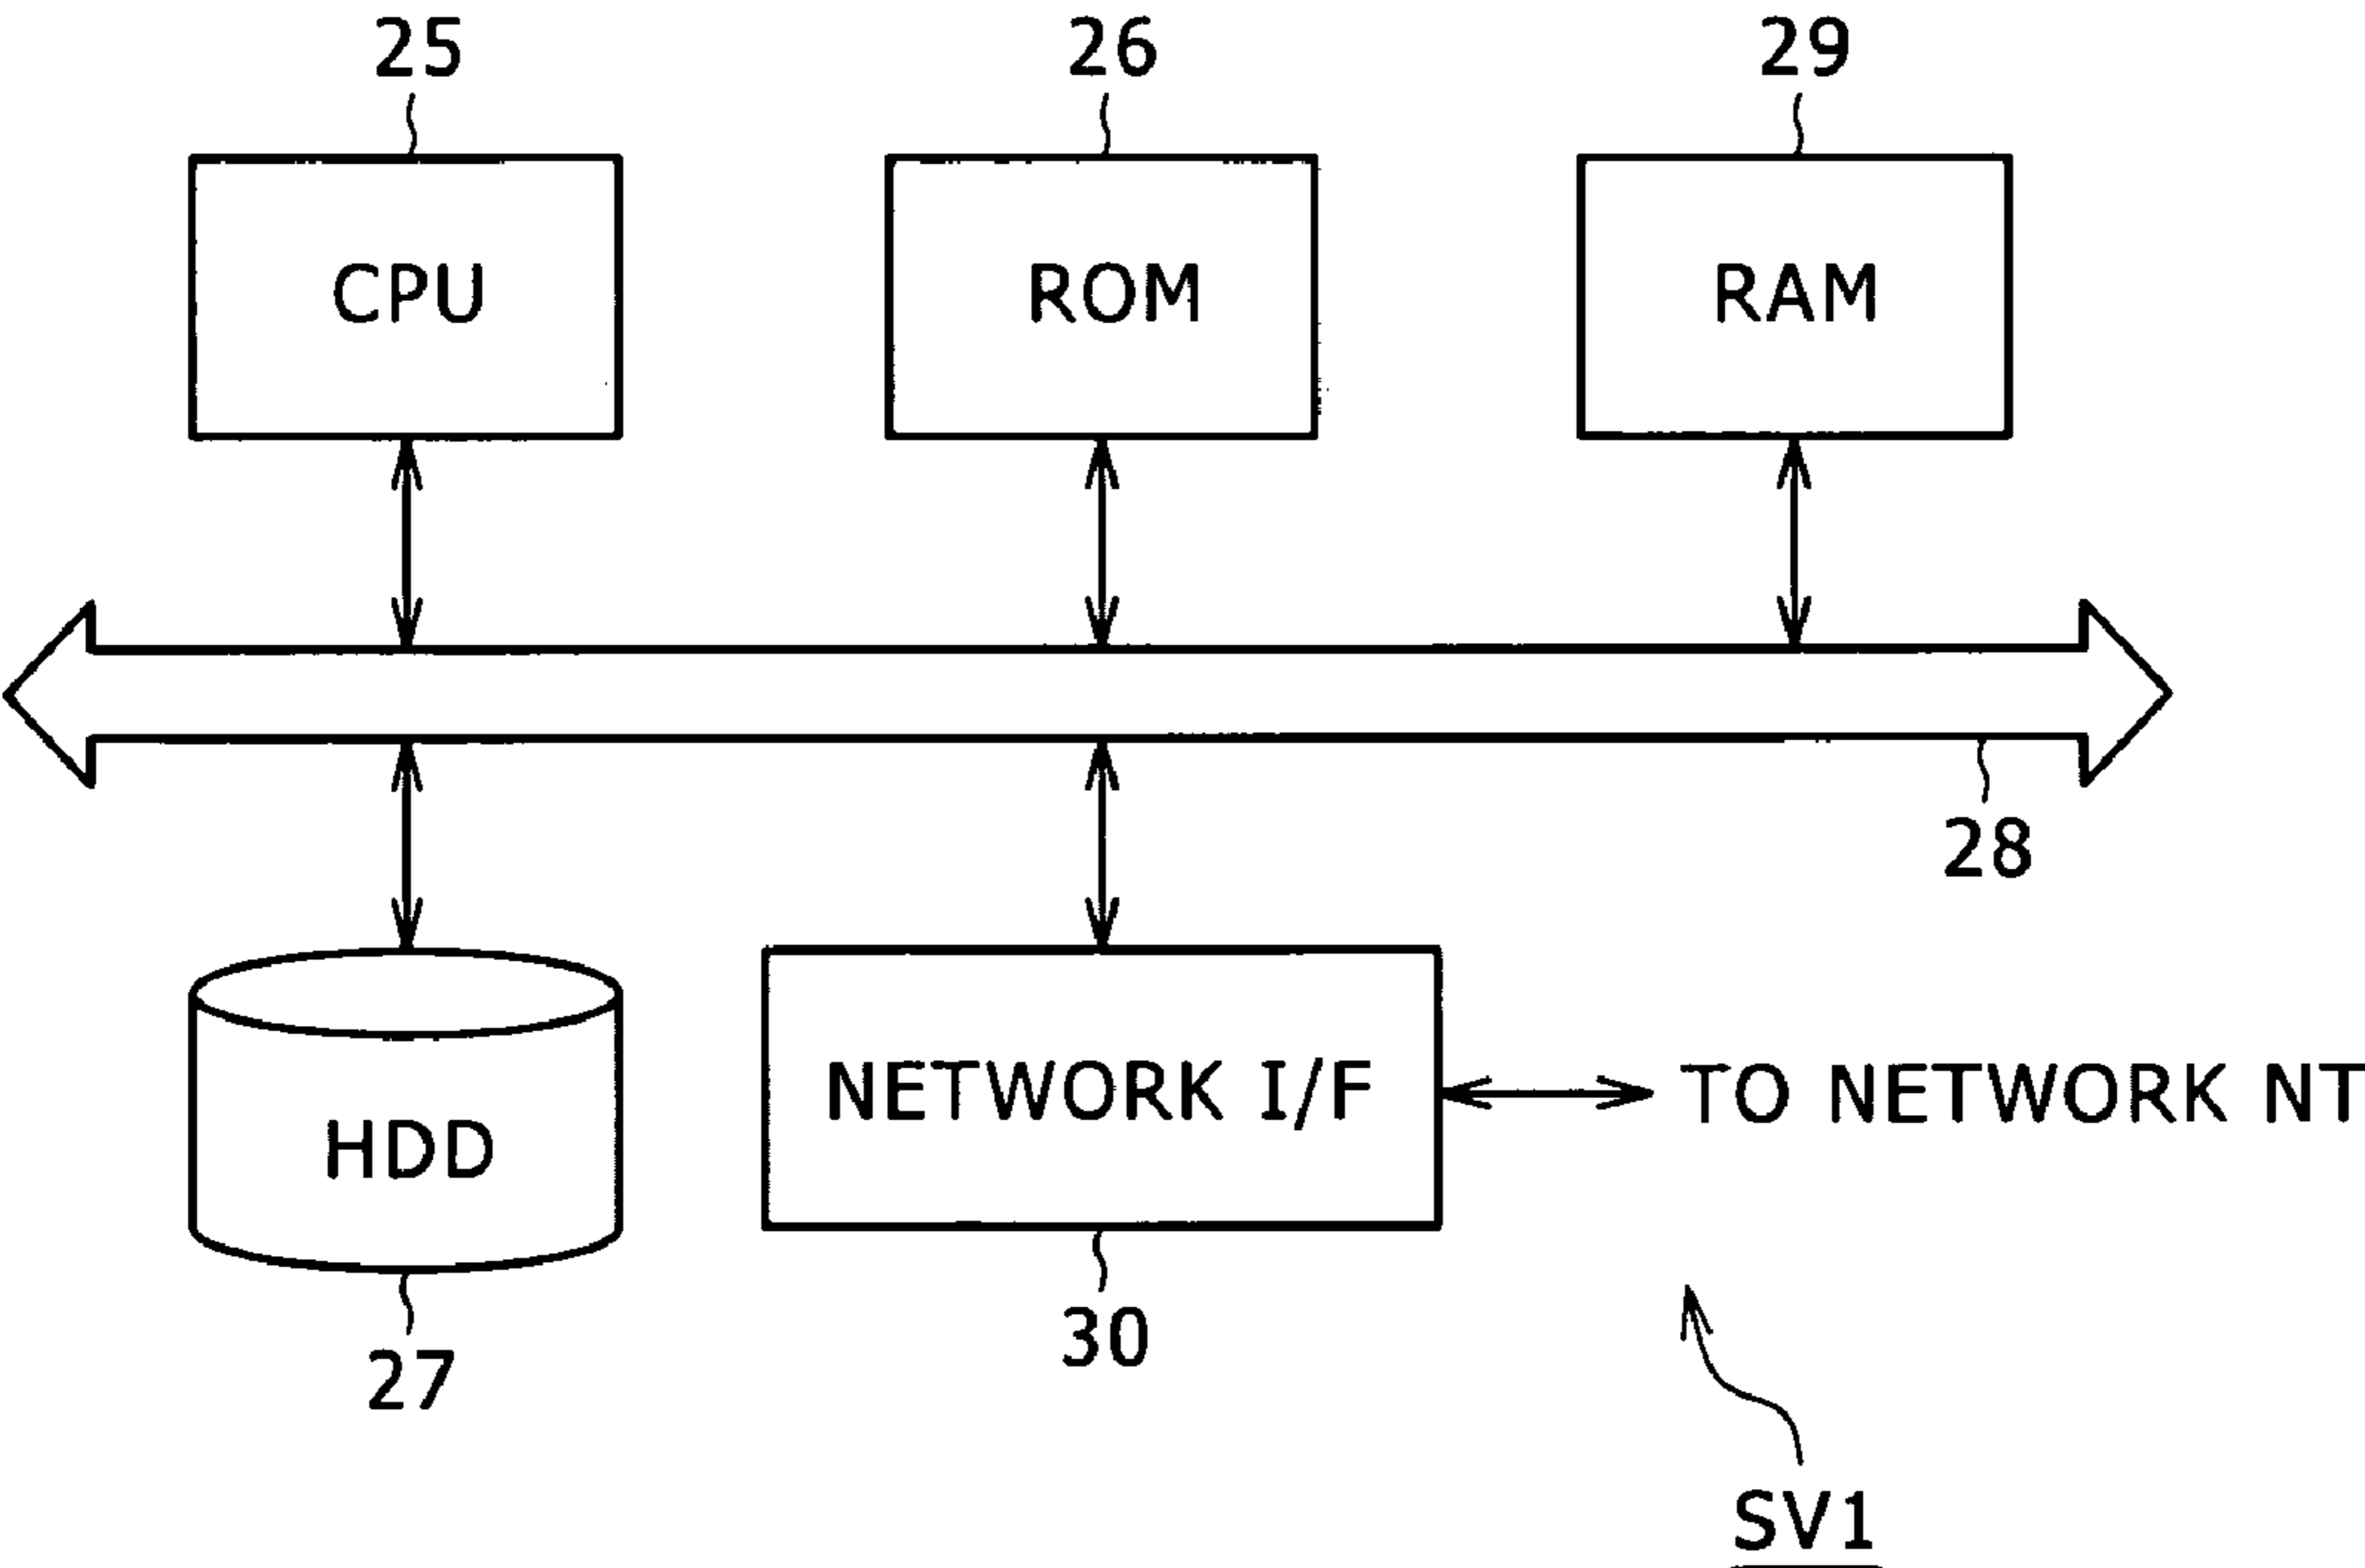 25
26
29
CPU
ROM
RAM
28
NETWORK I/F
TO NETWORK NT
HDD
30
27
SV1